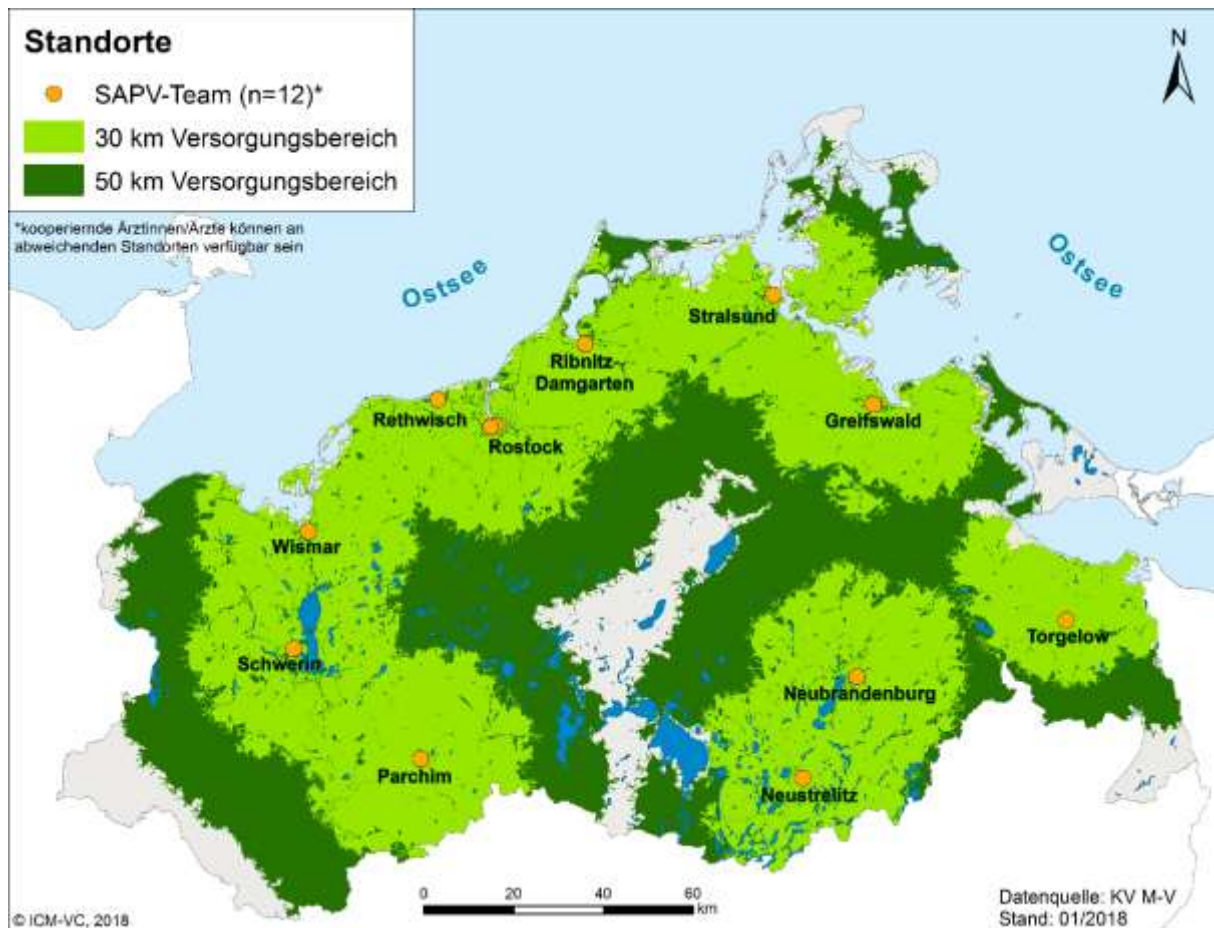 Standorte
SAPV-Team (n=12)*
30 km Versorgungsbereich
50 km Versorgungsbereich
*kooperiernde Ärztinnen/Ärzte können an
abweichenden Standorten verfügbar sein
N
Ostsee
Ostsee
Stralsund
Ribnitz
Damgarten
Rethwisch
Rostock
Greifswald
Wismar
Schwerin
Torgelow
Neubrandenburg
Parchim
Neustrelitz
0 20 40 60
km
© ICM-VC, 2018
Datenquelle: KV M-V
Stand: 01/2018